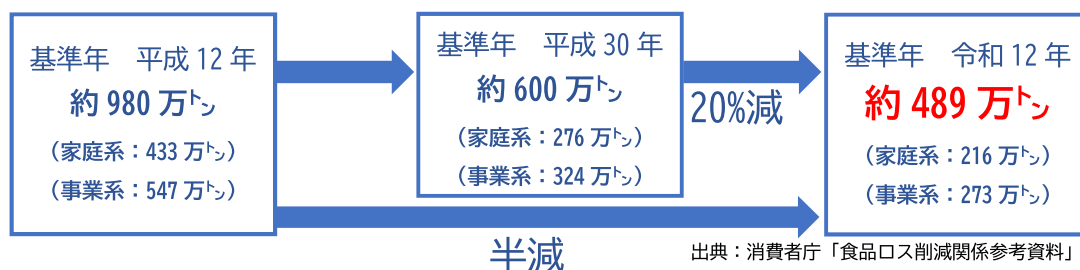 基準年　平成 12 年
約 980 万㌧
（家庭系：433 万㌧）
（事業系：547 万㌧）
基準年　平成 30 年
約 600 万㌧
（家庭系：276 万㌧）
（事業系：324 万㌧）
20%減
基準年　令和 12 年
約 489 万㌧
（家庭系：216 万㌧）
（事業系：273 万㌧）
半減
出典：消費者庁「食品ロス削減関係参考資料」